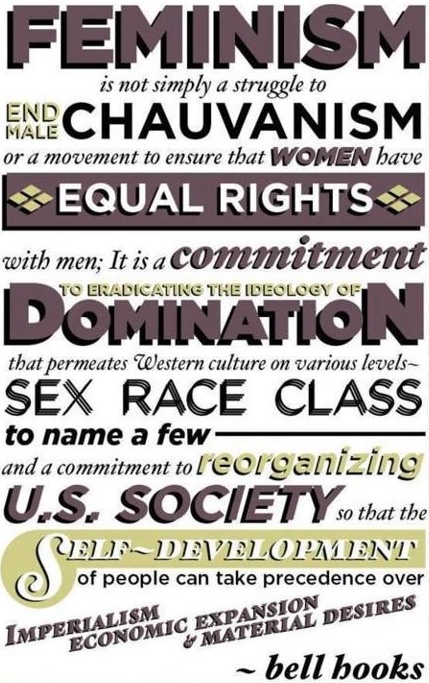 FEMINISM
is not simply a struggle to
END MALE CHAUVANISM
or a movement to ensure that WOMEN have
EQUAL RIGHTS
with men; It is a commitment
TO ERADICATING THE IDEOLOGY OF
DOMINATION
that permeates Western culture on various levels~
SEX RACE CLASS
to name a few
and a commitment to reorganizing
U.S. SOCIETY so that the
SELF~DEVELOPMENT
of people can take precedence over
IMPERIALISM
ECONOMIC EXPANSION
& MATERIAL DESIRES
~ bell hooks